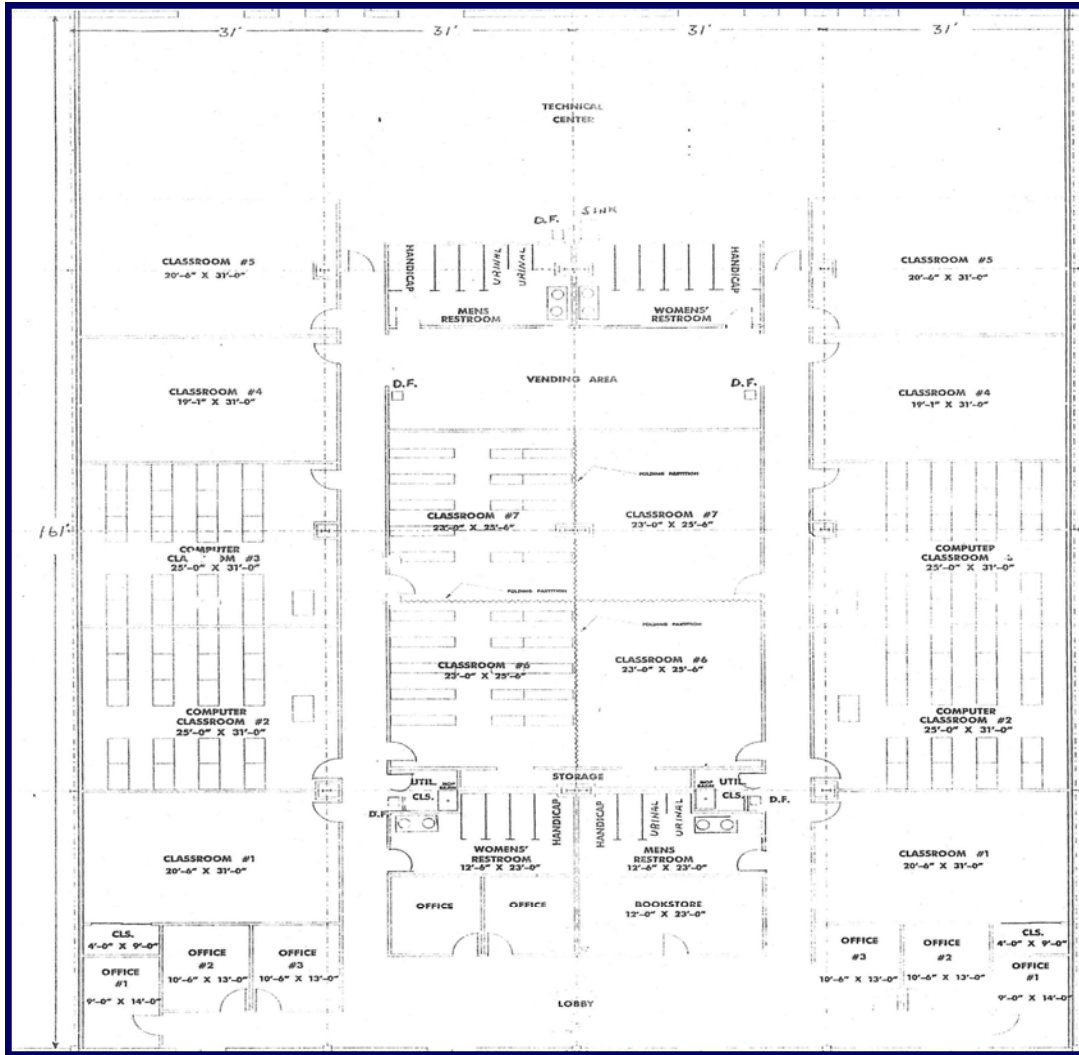 31' 31' 31' 31'
TECHNICAL
CENTER
D.F. SINK
HANDICAP URINAL URINAL HANDICAP
CLASSROOM #5
20'-6" X 31'-0"
CLASSROOM #5
20'-6" X 31'-0"
MENS
RESTROOM
WOMENS'
RESTROOM
VENDING AREA
D.F. D.F.
CLASSROOM #4
19'-1" X 31'-0"
CLASSROOM #4
19'-1" X 31'-0"
FOLDING PARTITION
CLASSROOM #7
23'-0" X 25'-6"
CLASSROOM #7
23'-0" X 25'-6"
161'
COMPUTER
#3
25'-0" X 31'-0"
COMPUTER
CLASSROOM
25'-0" X 31'-0"
FOLDING PARTITION
FOLDING PARTITION
CLASSROOM #6
23'-0" X 25'-6"
CLASSROOM #6
23'-0" X 25'-6"
COMPUTER
CLASSROOM #2
25'-0" X 31'-0"
COMPUTER
CLASSROOM #2
25'-0" X 31'-0"
STORAGE
UTIL.
CLS.
MOP
BASIN
MOP
BASIN
UTIL.
CLS.
D.F. D.F.
HANDICAP HANDICAP URINAL URINAL
WOMENS'
RESTROOM
12'-6" X 23'-0"
MENS
RESTROOM
12'-6" X 23'-0"
CLASSROOM #1
20'-6" X 31'-0"
CLASSROOM #1
20'-6" X 31'-0"
OFFICE OFFICE
BOOKSTORE
12'-0" X 23'-0"
CLS.
4'-0" X 9'-0"
OFFICE
#1
9'-0" X 14'-0"
OFFICE
#2
10'-6" X 13'-0"
OFFICE
#3
10'-6" X 13'-0"
OFFICE
#3
10'-6" X 13'-0"
OFFICE
#2
10'-6" X 13'-0"
CLS.
4'-0" X 9'-0"
OFFICE
#1
9'-0" X 14'-0"
LOBBY